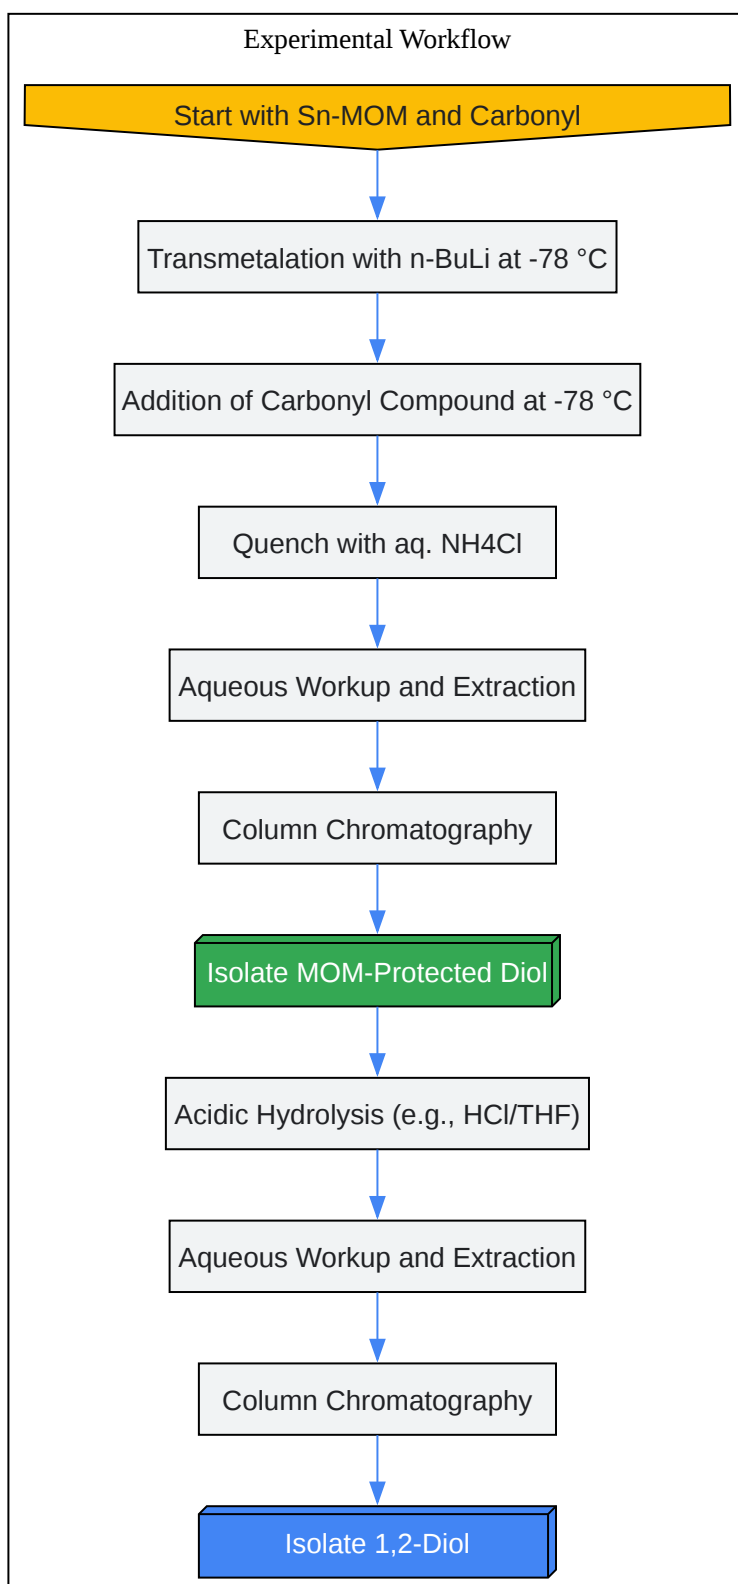 Experimental Workflow
Start with Sn-MOM and Carbonyl
Transmetalation with n-BuLi at -78 °C
Addition of Carbonyl Compound at -78 °C
Quench with aq. NH4Cl
Aqueous Workup and Extraction
Column Chromatography
Isolate MOM-Protected Diol
Acidic Hydrolysis (e.g., HCl/THF)
Aqueous Workup and Extraction
Column Chromatography
Isolate 1,2-Diol